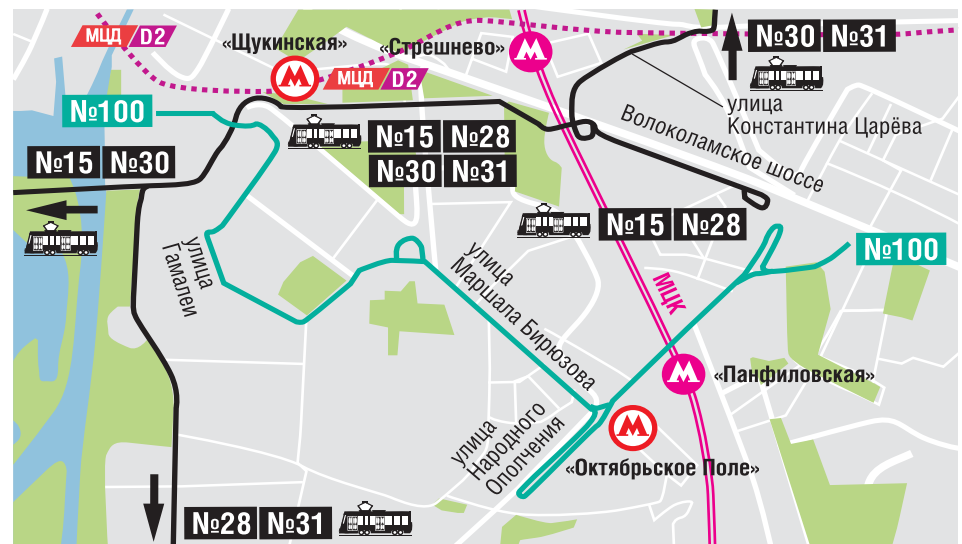 МЦД D2
«Щукинская»
«Стрешнево»
№30 №31
МЦД D2
№100
улица
Константина Царёва
№15 №28
№30 №31
Волоколамское шоссе
№15 №30
№15 №28
№100
улица
Гамалеи
улица
Маршала Бирюзова
МЦК
«Панфиловская»
улица
Народного
Ополчения
«Октябрьское Поле»
№28 №31